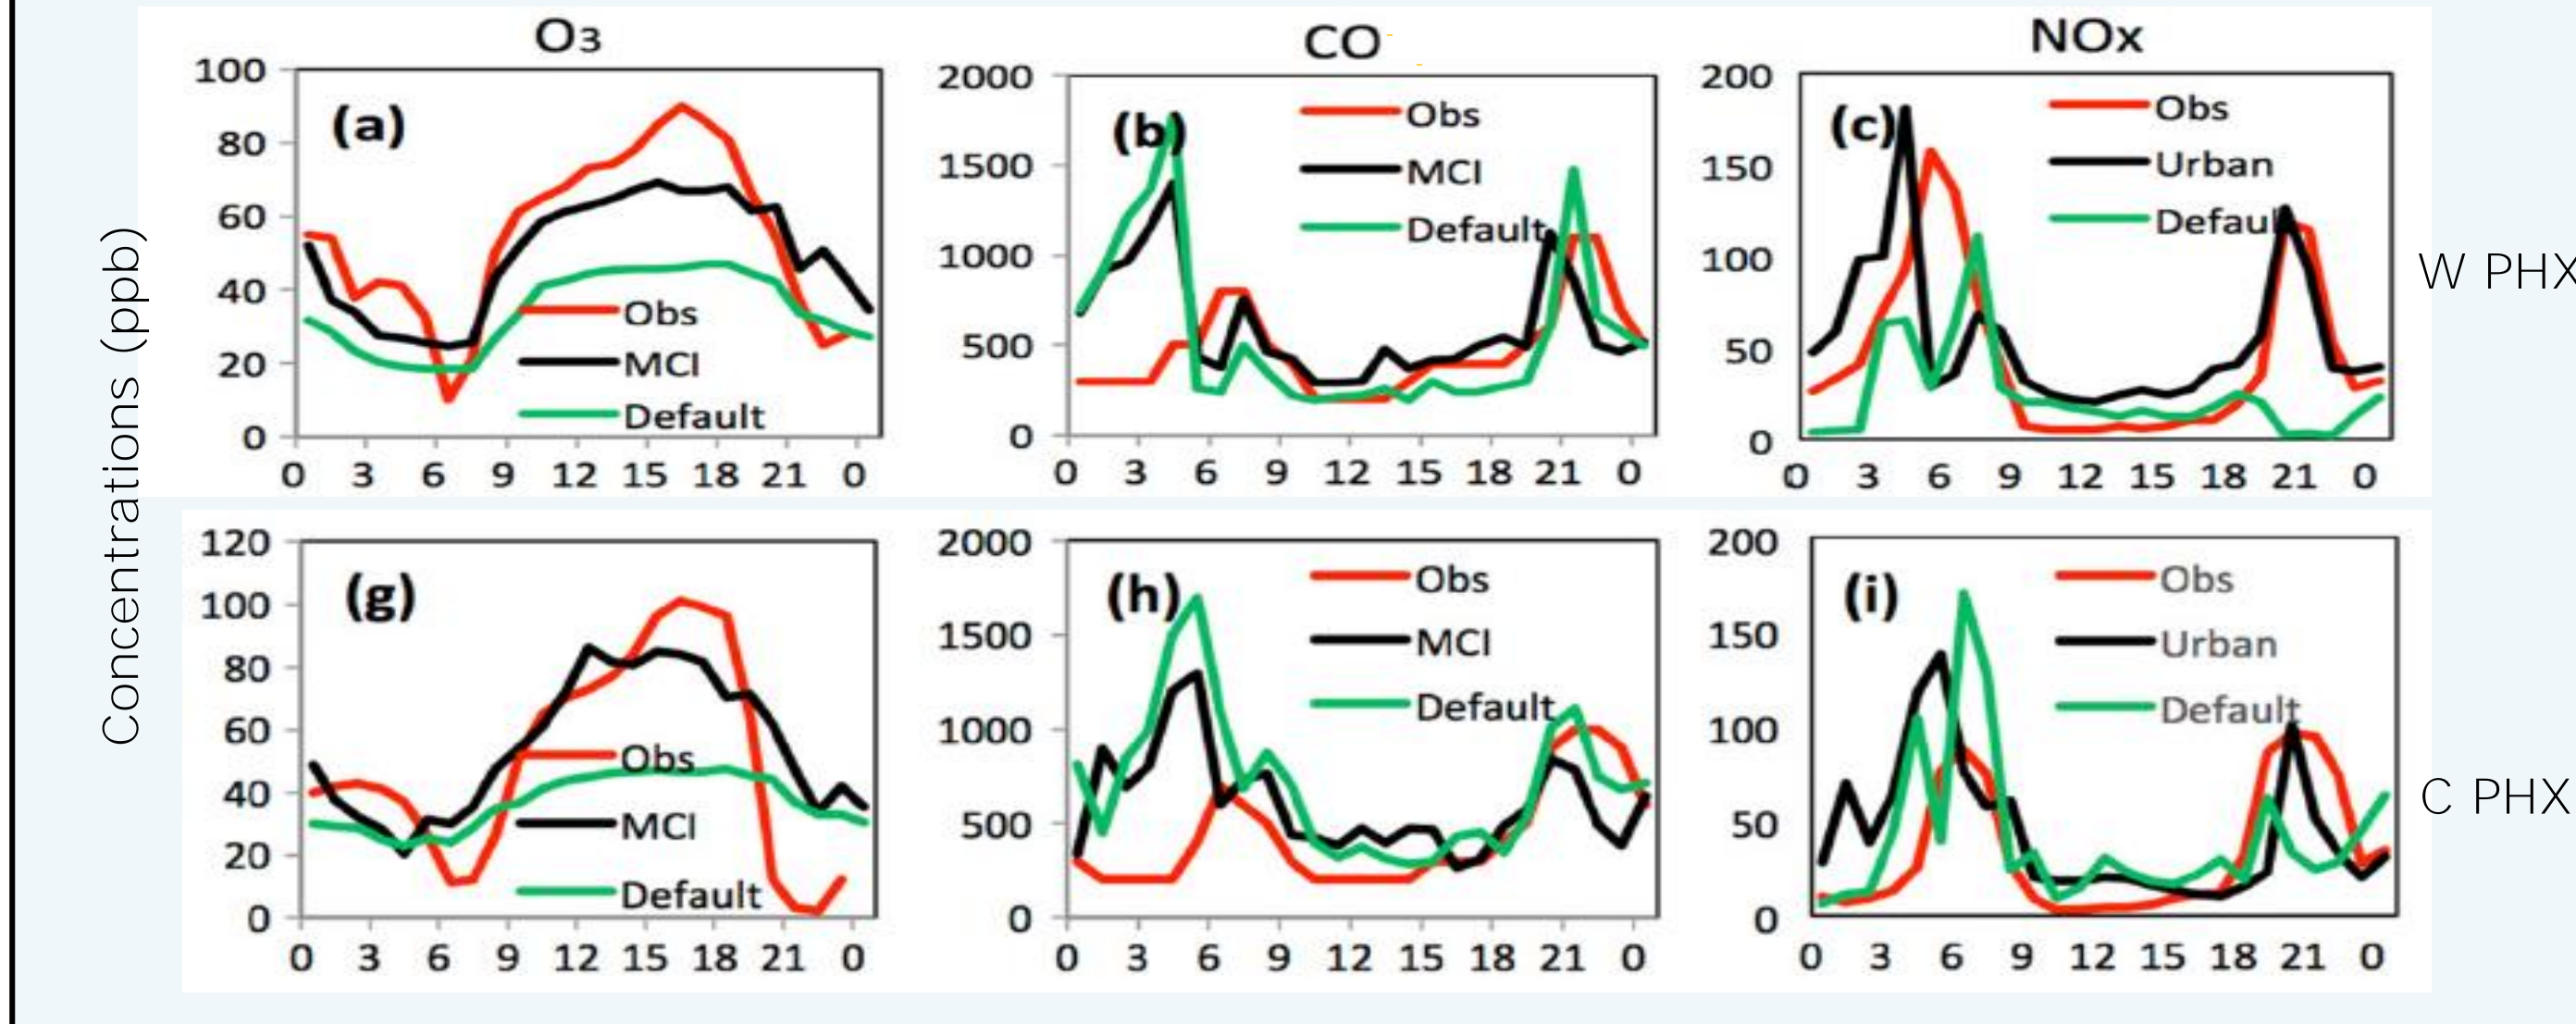 O3
CO
NOx
Concentrations (ppb)
100
80
60
40
20
0
(a)
Obs
MCI
Default
0 3 6 9 12 15 18 21 0
2000
1500
1000
500
0
(b)
Obs
MCI
Default
0 3 6 9 12 15 18 21 0
200
150
100
50
0
(c)
Obs
Urban
Defaul
0 3 6 9 12 15 18 21 0
W PHX
120
100
80
60
40
20
0
(g)
Obs
MCI
Default
0 3 6 9 12 15 18 21 0
2000
1500
1000
500
0
(h)
Obs
MCI
Default
0 3 6 9 12 15 18 21 0
200
150
100
50
0
(i)
Obs
Urban
Default
0 3 6 9 12 15 18 21 0
C PHX